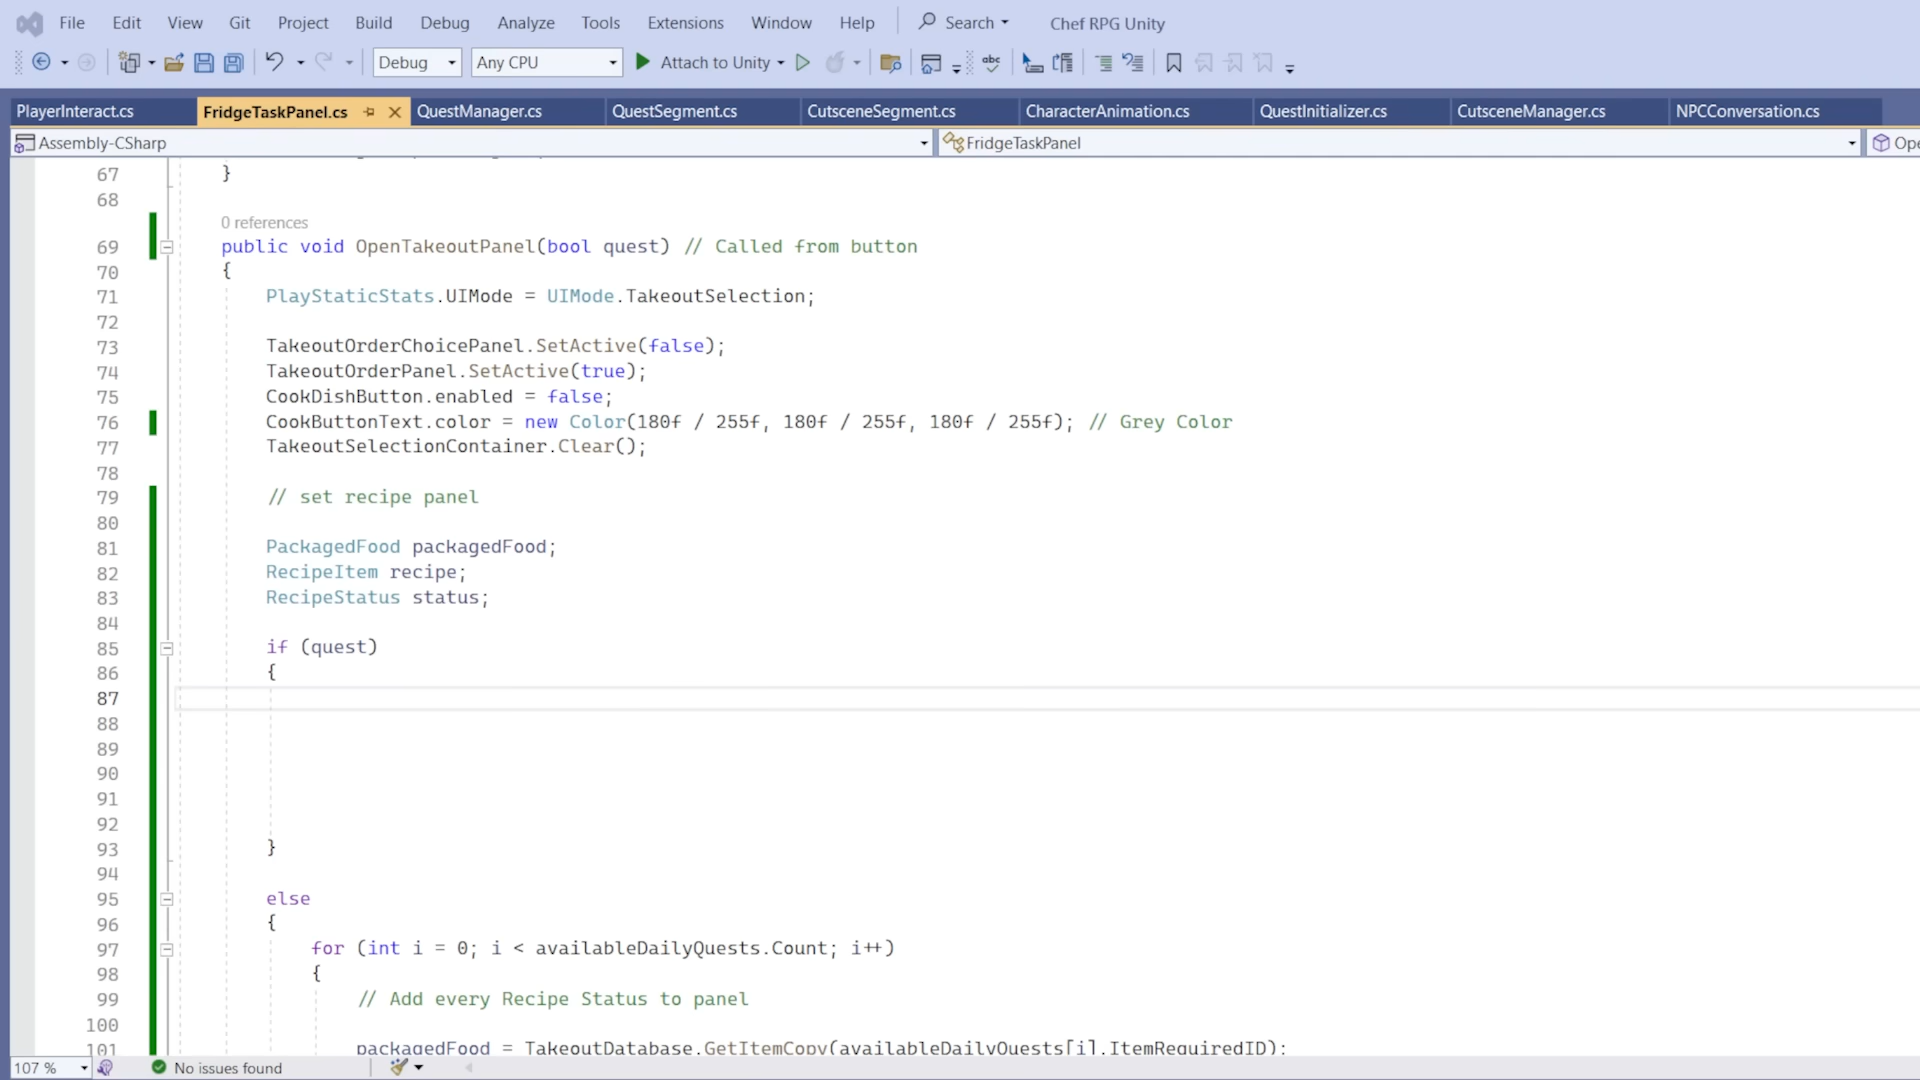 File Edit View Git Project Build Debug Analyze Tools Extensions Window Help Search Chef RPG Unity
Debug Any CPU Attach to Unity
PlayerInteract.cs FridgeTaskPanel.cs QuestManager.cs QuestSegment.cs CutsceneSegment.cs CharacterAnimation.cs QuestInitializer.cs CutsceneManager.cs NPCConversation.cs
Assembly-CSharp FridgeTaskPanel Ope
67 }
68
0 references
69 public void OpenTakeoutPanel(bool quest) // Called from button
70 {
71 PlayStaticStats.UIMode = UIMode.TakeoutSelection;
72
73 TakeoutOrderChoicePanel.SetActive(false);
74 TakeoutOrderPanel.SetActive(true);
75 CookDishButton.enabled = false;
76 CookButtonText.color = new Color(180f / 255f, 180f / 255f, 180f / 255f); // Grey Color
77 TakeoutSelectionContainer.Clear();
78
79 // set recipe panel
80
81 PackagedFood packagedFood;
82 RecipeItem recipe;
83 RecipeStatus status;
84
85 if (quest)
86 {
87
88
89
90
91
92
93 }
94
95 else
96 {
97 for (int i = 0; i < availableDailyQuests.Count; i++)
98 {
99 // Add every Recipe Status to panel
100
101 packagedFood = TakeoutDatabase.GetItemCopy(availableDailyQuests[i].ItemRequiredID);
107 % No issues found